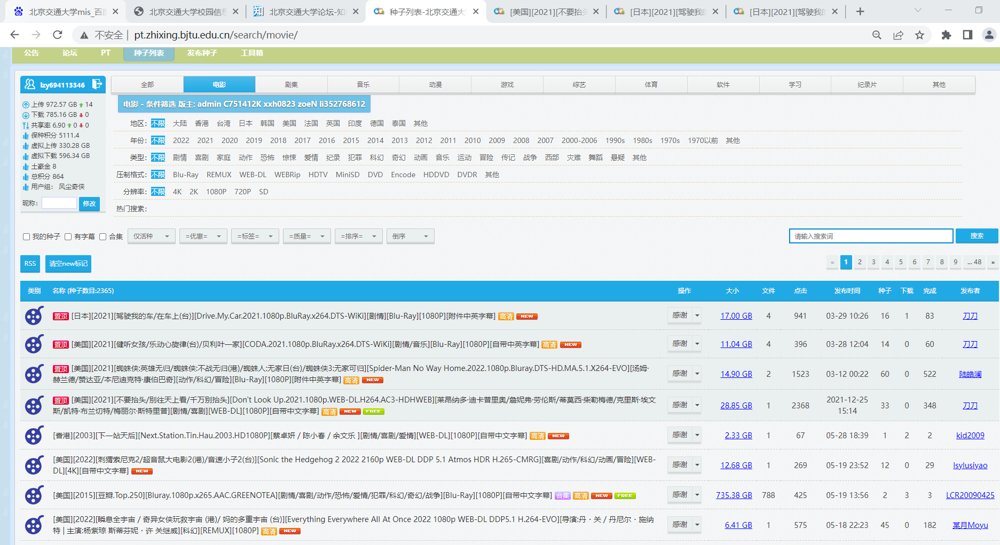 北京交通大学mis_百度
北京交通大学校园信息
北京交通大学论坛-知
种子列表-北京交通大
[美国][2021][不要抬头
[日本][2021][驾驶我的
[日本][2021][驾驶我的
不安全 | pt.zhixing.bjtu.edu.cn/search/movie/
公告 论坛 PT 种子列表 发布种子 工具箱
lzy694113346
上传 972.57 GB 14
下载 785.16 GB 0
共享率 6.90 0 0
保种积分 5111.4
虚拟上传 330.28 GB
虚拟下载 596.34 GB
土豪金 8
总积分 864
用户组: 风尘奇侠
昵称: 修改
全部 电影 剧集 音乐 动漫 游戏 综艺 体育 软件 学习 纪录片 其他
电影 - 条件筛选 版主: admin C751412K xxh0823 zoeN li352768612
地区: 不限 大陆 香港 台湾 日本 韩国 美国 法国 英国 印度 德国 泰国 其他
年份: 不限 2022 2021 2020 2019 2018 2017 2016 2015 2014 2013 2012 2011 2010 2009 2008 2007 2000-2006 1990s 1980s 1970s 1970以前 其他
类型: 不限 剧情 喜剧 家庭 动作 恐怖 惊悚 爱情 纪录 犯罪 科幻 奇幻 动画 音乐 运动 冒险 传记 战争 西部 灾难 舞蹈 悬疑 其他
压制格式: 不限 Blu-Ray REMUX WEB-DL WEBRip HDTV MiniSD DVD Encode HDDVD DVDR 其他
分辨率: 不限 4K 2K 1080P 720P SD
热门搜索:
我的种子 有字幕 合集 仅活种 =优惠= =标签= =质量= =排序= 倒序 请输入搜索词 搜索
RSS 清空new标记 « 1 2 3 4 5 6 7 8 9 ... 48 »
类别 名称 (种子数目:2365) 操作 大小 文件 点击 发布时间 种子 下载 完成 发布者
置顶 [日本][2021][驾驶我的车/在车上(台)][Drive.My.Car.2021.1080p.BluRay.x264.DTS-WiKi][剧情][Blu-Ray][1080P][附件中英字幕] 高清 NEW 感谢 17.00 GB 4 941 03-29 10:26 16 1 83 刀刀
置顶 [美国][2021][健听女孩/乐动心旋律(台)/贝利叶一家][CODA.2021.1080p.BluRay.x264.DTS-WiKi][剧情/音乐][Blu-Ray][1080P][自带中英字幕] 高清 NEW 感谢 11.04 GB 4 396 03-28 12:04 14 0 60 刀刀
置顶 [美国][2021][蜘蛛侠:英雄无归/蜘蛛侠:不战无归(港)/蜘蛛人:无家日(台)/蜘蛛侠3:无家可归][Spider-Man No Way Home.2022.1080p.Bluray.DTS-HD.MA.5.1.X264-EVO][汤姆·
赫兰德/赞达亚/本尼迪克特·康伯巴奇][动作/科幻/冒险][Blu-Ray][1080P][附件中英字幕] 高清 NEW 感谢 14.90 GB 2 1523 03-12 00:22 60 0 522 陆皓澜
置顶 [美国][2021][不要抬头/别往天上看/千万别抬头][Don't Look Up.2021.1080p.WEB-DL.H264.AC3-HDHWEB][莱昂纳多·迪卡普里奥/詹妮弗·劳伦斯/蒂莫西·柴勒梅德/克里斯·埃文
斯/凯特·布兰切特/梅丽尔·斯特里普][剧情/喜剧][WEB-DL][1080P][自带中文字幕] 高清 NEW FREE 感谢 28.85 GB 1 2368 2021-12-25 15:14 33 0 348 刀刀
[香港][2003][下一站天后][Next.Station.Tin.Hau.2003.HD1080P][蔡卓妍 / 陈小春 / 余文乐 ][剧情/喜剧/爱情][WEB-DL][1080P][自带中文字幕] 高清 NEW 感谢 2.33 GB 1 67 05-28 18:39 1 2 2 kid2009
[美国][2022][刺猬索尼克2/超音鼠大电影2(港)/音速小子2(台)][Sonic the Hedgehog 2 2022 2160p WEB-DL DDP 5.1 Atmos HDR H.265-CMRG][喜剧/动作/科幻/动画/冒险][WEB-
DL][4K][自带中文字幕] NEW 感谢 12.68 GB 1 269 05-19 23:52 12 0 29 lsylusiyao
[美国][2015][豆瓣.Top.250][Bluray.1080p.x265.AAC.GREENOTEA][剧情/喜剧/动作/恐怖/爱情/犯罪/科幻/奇幻/战争][Blu-Ray][1080P][自带中文字幕] 合集 高清 NEW FREE 感谢 735.38 GB 788 425 05-19 13:56 2 3 3 LCR20090425
[美国][2022][瞬息全宇宙 / 奇异女侠玩救宇宙 (港)/ 妈的多重宇宙 (台)][Everything Everywhere All At Once 2022 1080p WEB-DL DDP5.1 H.264-EVO][导演:丹 · 关 / 丹尼尔 · 施纳
特 | 主演:杨紫琼 斯蒂芬妮 · 许 关继威][科幻][REMUX][1080P] 高清 NEW 感谢 6.41 GB 1 575 05-18 22:23 45 0 182 某月Moyu